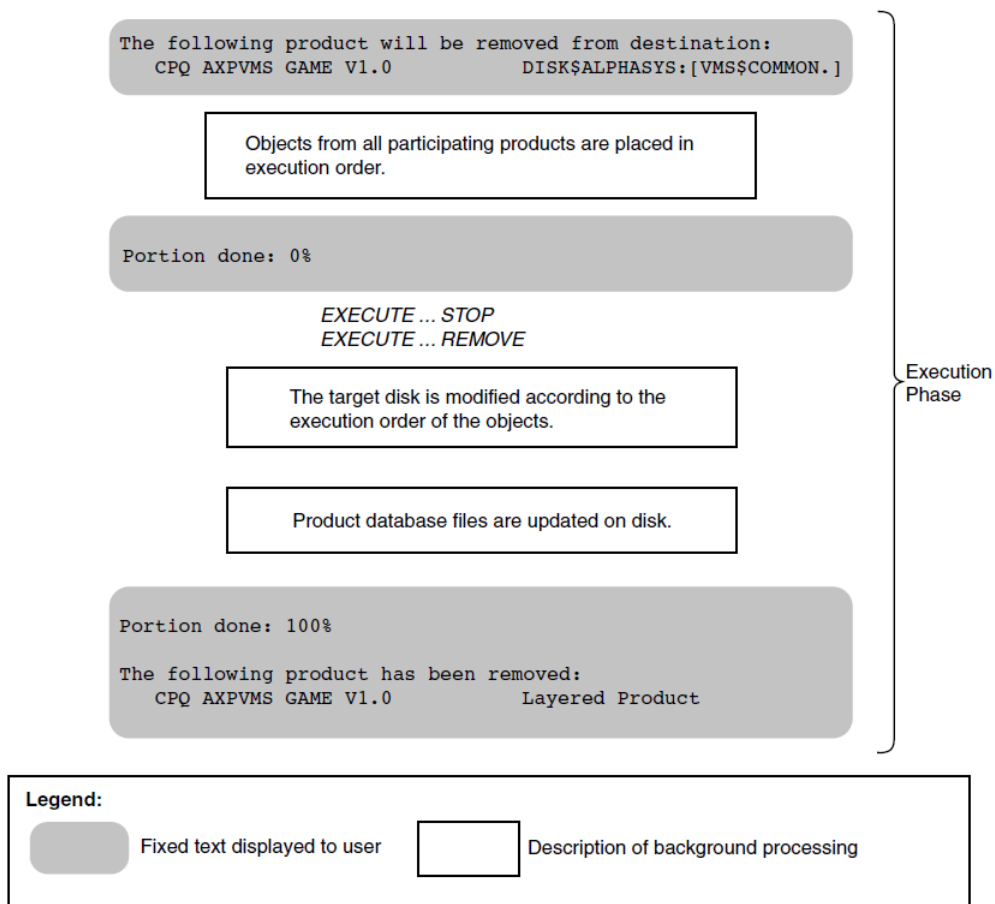 The following product will be removed from destination:
CPQ AXPVMS GAME V1.0 DISK$ALPHASYS:[VMS$COMMON.]
Objects from all participating products are placed in
execution order.
Portion done: 0%
EXECUTE ... STOP
EXECUTE ... REMOVE
The target disk is modified according to the
execution order of the objects.
Execution
Phase
Product database files are updated on disk.
Portion done: 100%
The following product has been removed:
CPQ AXPVMS GAME V1.0 Layered Product
Legend:
Fixed text displayed to user
Description of background processing